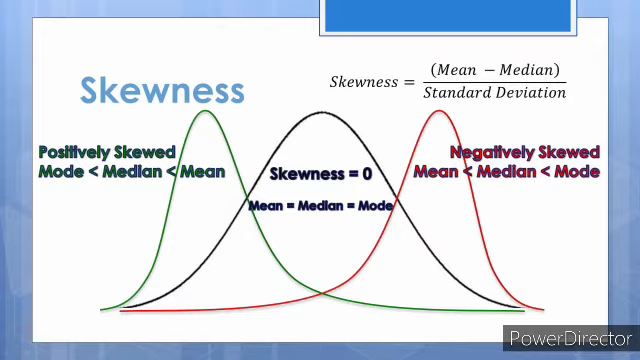 Skewness
Skewness = (Mean − Median) / Standard Deviation
Positively Skewed
Mode < Median < Mean
Skewness = 0
Mean = Median = Mode
Negatively Skewed
Mean < Median < Mode
PowerDirector